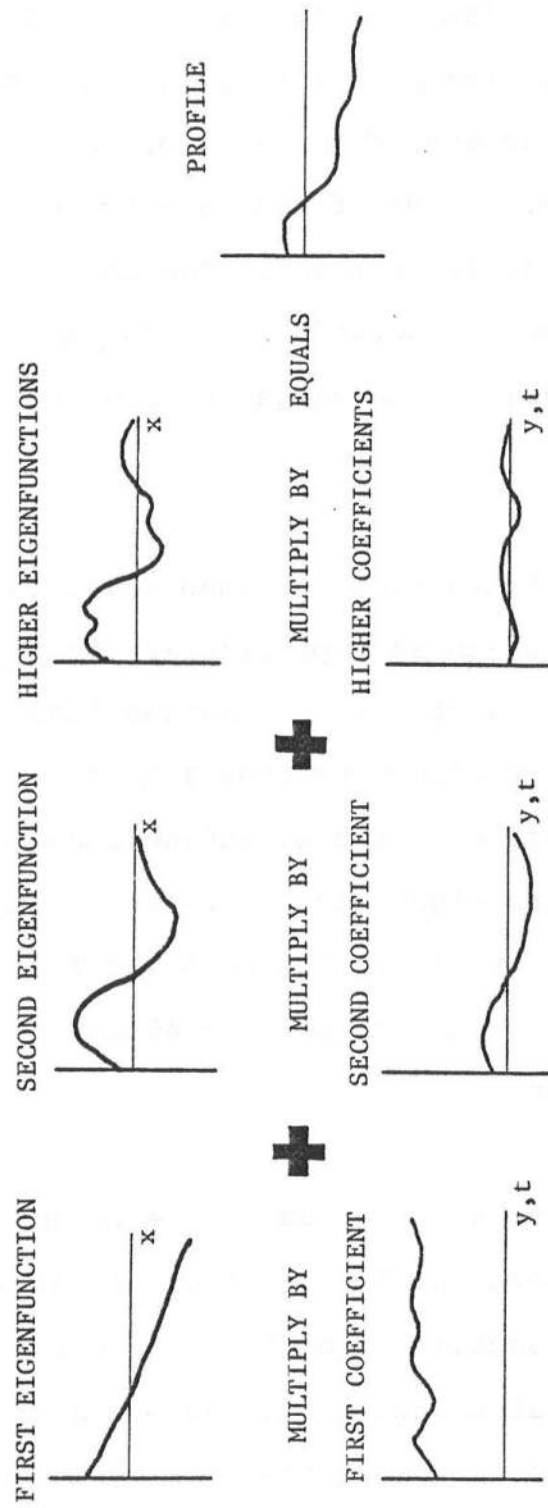 FIRST EIGENFUNCTION
x
MULTIPLY BY
FIRST COEFFICIENT
y,t
SECOND EIGENFUNCTION
x
MULTIPLY BY
SECOND COEFFICIENT
y,t
HIGHER EIGENFUNCTIONS
x
MULTIPLY BY
HIGHER COEFFICIENTS
y,t
EQUALS
PROFILE